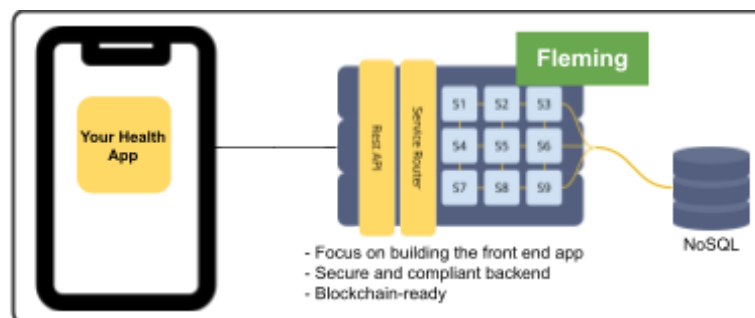 Fleming
Your Health
App
Rest API
Service Router
S1 S2 S3
S4 S5 S6
S7 S8 S9
NoSQL
- Focus on building the front end app
- Secure and compliant backend
- Blockchain-ready